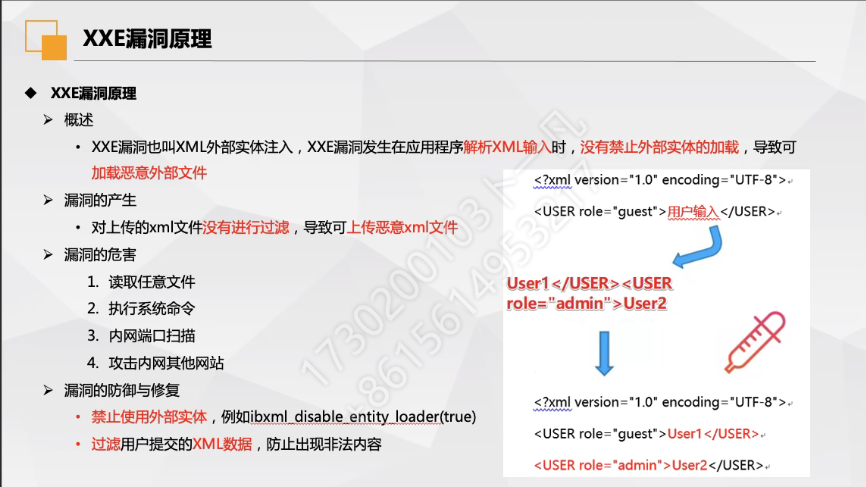 XXE漏洞原理
◆ XXE漏洞原理
➢ 概述
• XXE漏洞也叫XML外部实体注入，XXE漏洞发生在应用程序解析XML输入时，没有禁止外部实体的加载，导致可
加载恶意外部文件
➢ 漏洞的产生
• 对上传的xml文件没有进行过滤，导致可上传恶意xml文件
➢ 漏洞的危害
1. 读取任意文件
2. 执行系统命令
3. 内网端口扫描
4. 攻击内网其他网站
➢ 漏洞的防御与修复
• 禁止使用外部实体，例如ibxml_disable_entity_loader(true)
• 过滤用户提交的XML数据，防止出现非法内容
<?xml version="1.0" encoding="UTF-8">
<USER role="guest">用户输入</USER>
User1</USER><USER
role="admin">User2
<?xml version="1.0" encoding="UTF-8">
<USER role="guest">User1</USER>
<USER role="admin">User2</USER>